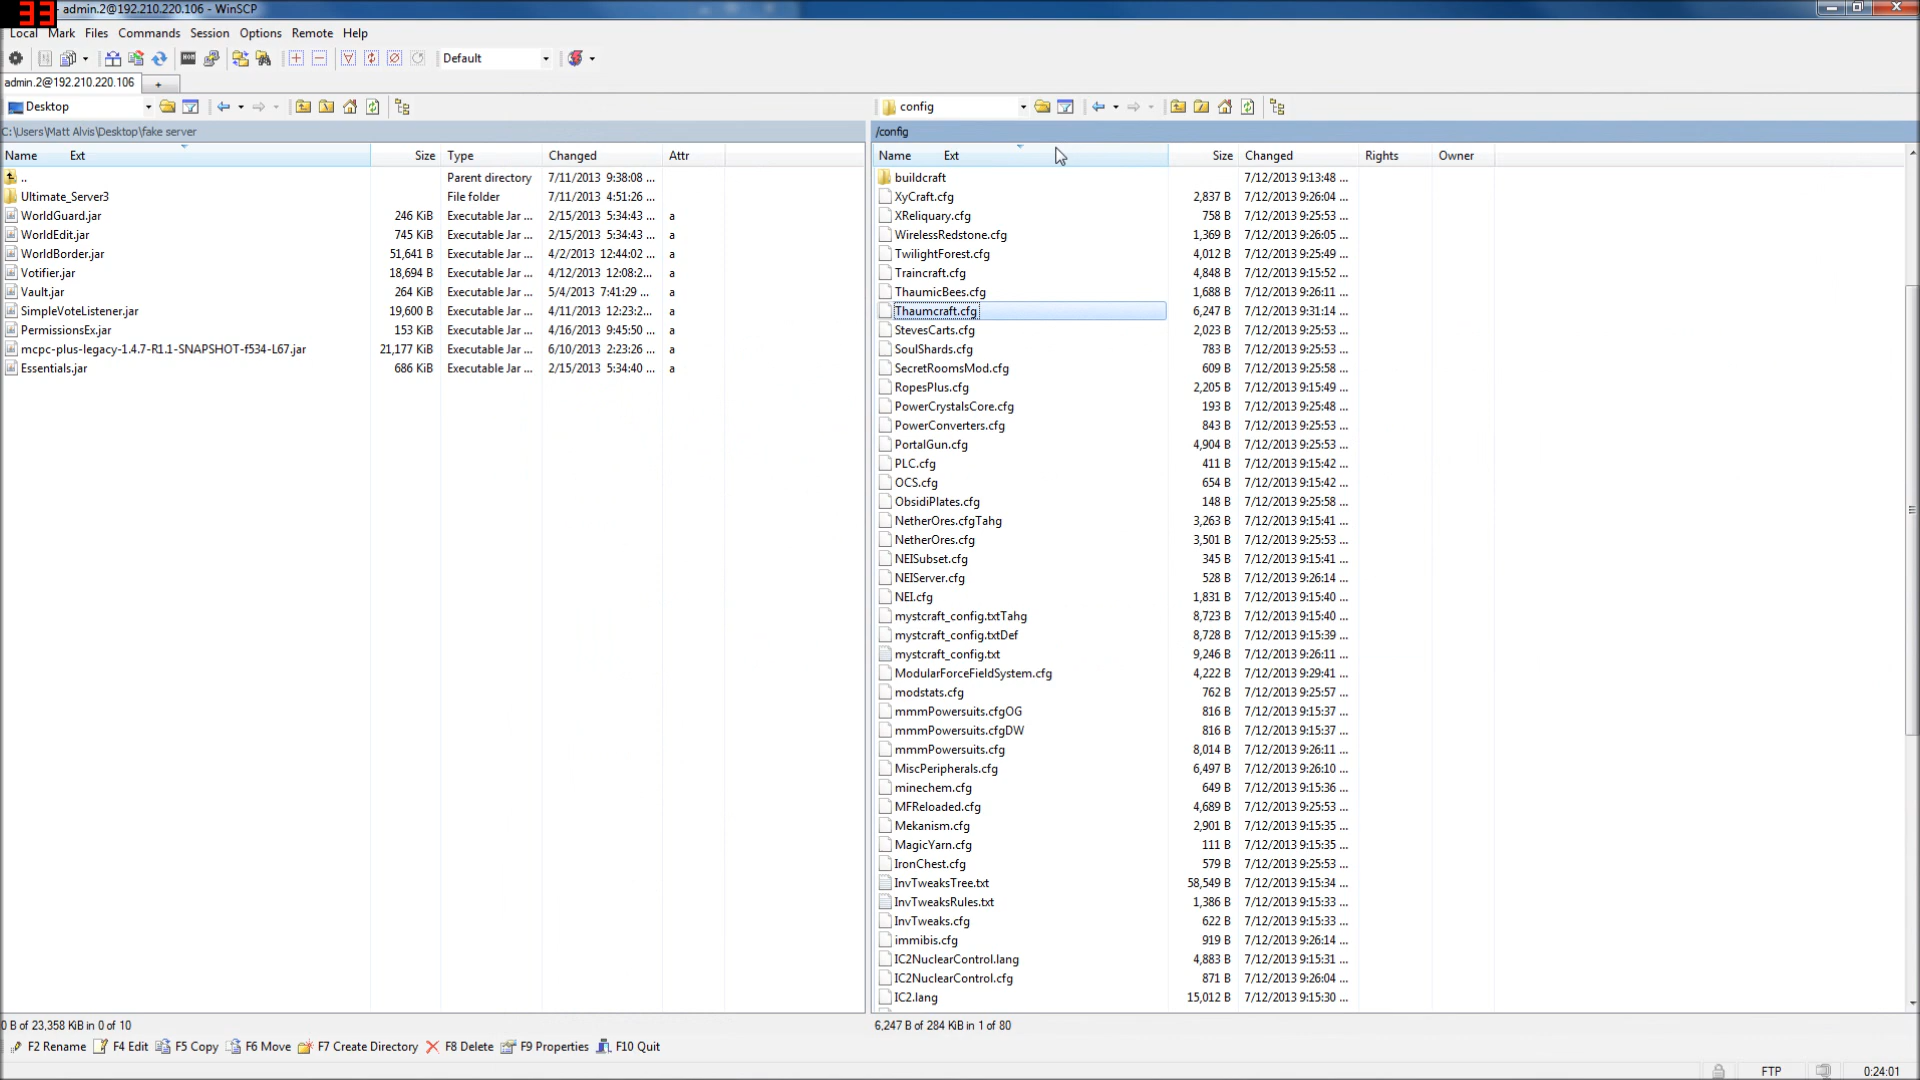 33
- admin.2@192.210.220.106 - WinSCP
Local Mark Files Commands Session Options Remote Help
Default
admin.2@192.210.220.106 +
Desktop
config
C:\Users\Matt Alvis\Desktop\fake server
/config
Name Ext Size Type Changed Attr
Name Ext Size Changed Rights Owner
.. Parent directory 7/11/2013 9:38:08 ...
Ultimate_Server3 File folder 7/11/2013 4:51:26 ...
WorldGuard.jar 246 KiB Executable Jar ... 2/15/2013 5:34:43 ... a
WorldEdit.jar 745 KiB Executable Jar ... 2/15/2013 5:34:43 ... a
WorldBorder.jar 51,641 B Executable Jar ... 4/2/2013 12:44:02 ... a
Votifier.jar 18,694 B Executable Jar ... 4/12/2013 12:08:2... a
Vault.jar 264 KiB Executable Jar ... 5/4/2013 7:41:29 ... a
SimpleVoteListener.jar 19,600 B Executable Jar ... 4/11/2013 12:23:2... a
PermissionsEx.jar 153 KiB Executable Jar ... 4/16/2013 9:45:50 ... a
mcpc-plus-legacy-1.4.7-R1.1-SNAPSHOT-f534-L67.jar 21,177 KiB Executable Jar ... 6/10/2013 2:23:26 ... a
Essentials.jar 686 KiB Executable Jar ... 2/15/2013 5:34:40 ... a
buildcraft 7/12/2013 9:13:48 ...
XyCraft.cfg 2,837 B 7/12/2013 9:26:04 ...
XReliquary.cfg 758 B 7/12/2013 9:25:53 ...
WirelessRedstone.cfg 1,369 B 7/12/2013 9:26:05 ...
TwilightForest.cfg 4,012 B 7/12/2013 9:25:49 ...
Traincraft.cfg 4,848 B 7/12/2013 9:15:52 ...
ThaumicBees.cfg 1,688 B 7/12/2013 9:26:11 ...
Thaumcraft.cfg 6,247 B 7/12/2013 9:31:14 ...
StevesCarts.cfg 2,023 B 7/12/2013 9:25:53 ...
SoulShards.cfg 783 B 7/12/2013 9:25:53 ...
SecretRoomsMod.cfg 609 B 7/12/2013 9:25:58 ...
RopesPlus.cfg 2,205 B 7/12/2013 9:15:49 ...
PowerCrystalsCore.cfg 193 B 7/12/2013 9:25:48 ...
PowerConverters.cfg 843 B 7/12/2013 9:25:53 ...
PortalGun.cfg 4,904 B 7/12/2013 9:25:53 ...
PLC.cfg 411 B 7/12/2013 9:15:42 ...
OCS.cfg 654 B 7/12/2013 9:15:42 ...
ObsidiPlates.cfg 148 B 7/12/2013 9:25:58 ...
NetherOres.cfgTahg 3,263 B 7/12/2013 9:15:41 ...
NetherOres.cfg 3,501 B 7/12/2013 9:25:53 ...
NEISubset.cfg 345 B 7/12/2013 9:15:41 ...
NEIServer.cfg 528 B 7/12/2013 9:26:14 ...
NEI.cfg 1,831 B 7/12/2013 9:15:40 ...
mystcraft_config.txtTahg 8,723 B 7/12/2013 9:15:40 ...
mystcraft_config.txtDef 8,728 B 7/12/2013 9:15:39 ...
mystcraft_config.txt 9,246 B 7/12/2013 9:26:11 ...
ModularForceFieldSystem.cfg 4,222 B 7/12/2013 9:29:41 ...
modstats.cfg 762 B 7/12/2013 9:25:57 ...
mmmPowersuits.cfgOG 816 B 7/12/2013 9:15:37 ...
mmmPowersuits.cfgDW 816 B 7/12/2013 9:15:37 ...
mmmPowersuits.cfg 8,014 B 7/12/2013 9:26:11 ...
MiscPeripherals.cfg 6,497 B 7/12/2013 9:26:10 ...
minechem.cfg 649 B 7/12/2013 9:15:36 ...
MFReloaded.cfg 4,689 B 7/12/2013 9:25:53 ...
Mekanism.cfg 2,901 B 7/12/2013 9:15:35 ...
MagicYarn.cfg 111 B 7/12/2013 9:15:35 ...
IronChest.cfg 579 B 7/12/2013 9:25:53 ...
InvTweaksTree.txt 58,549 B 7/12/2013 9:15:34 ...
InvTweaksRules.txt 1,386 B 7/12/2013 9:15:33 ...
InvTweaks.cfg 622 B 7/12/2013 9:15:33 ...
immibis.cfg 919 B 7/12/2013 9:26:14 ...
IC2NuclearControl.lang 4,883 B 7/12/2013 9:15:31 ...
IC2NuclearControl.cfg 871 B 7/12/2013 9:26:04 ...
IC2.lang 15,012 B 7/12/2013 9:15:30 ...
0 B of 23,358 KiB in 0 of 10
6,247 B of 284 KiB in 1 of 80
F2 Rename F4 Edit F5 Copy F6 Move F7 Create Directory F8 Delete F9 Properties F10 Quit
FTP 0:24:01